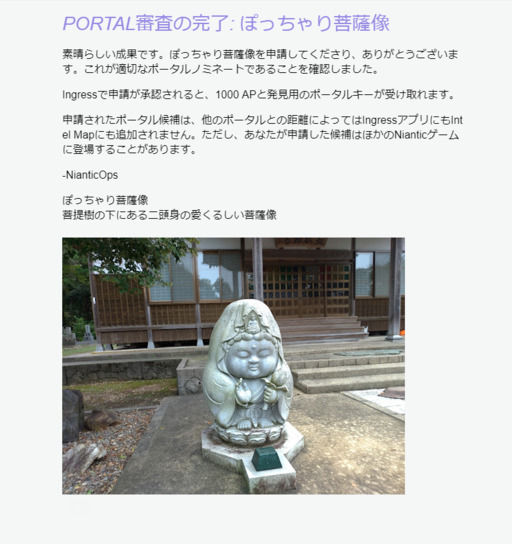 PORTAL審査の完了: ぽっちゃり菩薩像
素晴らしい成果です。ぽっちゃり菩薩像を申請してくださり、ありがとうございま
す。これが適切なポータルノミネートであることを確認しました。
Ingressで申請が承認されると、1000 APと発見用のポータルキーが受け取れます。
申請されたポータル候補は、他のポータルとの距離によってはIngressアプリにもInt
el Mapにも追加されません。ただし、あなたが申請した候補はほかのNianticゲーム
に登場することがあります。
-NianticOps
ぽっちゃり菩薩像
菩提樹の下にある二頭身の愛くるしい菩薩像